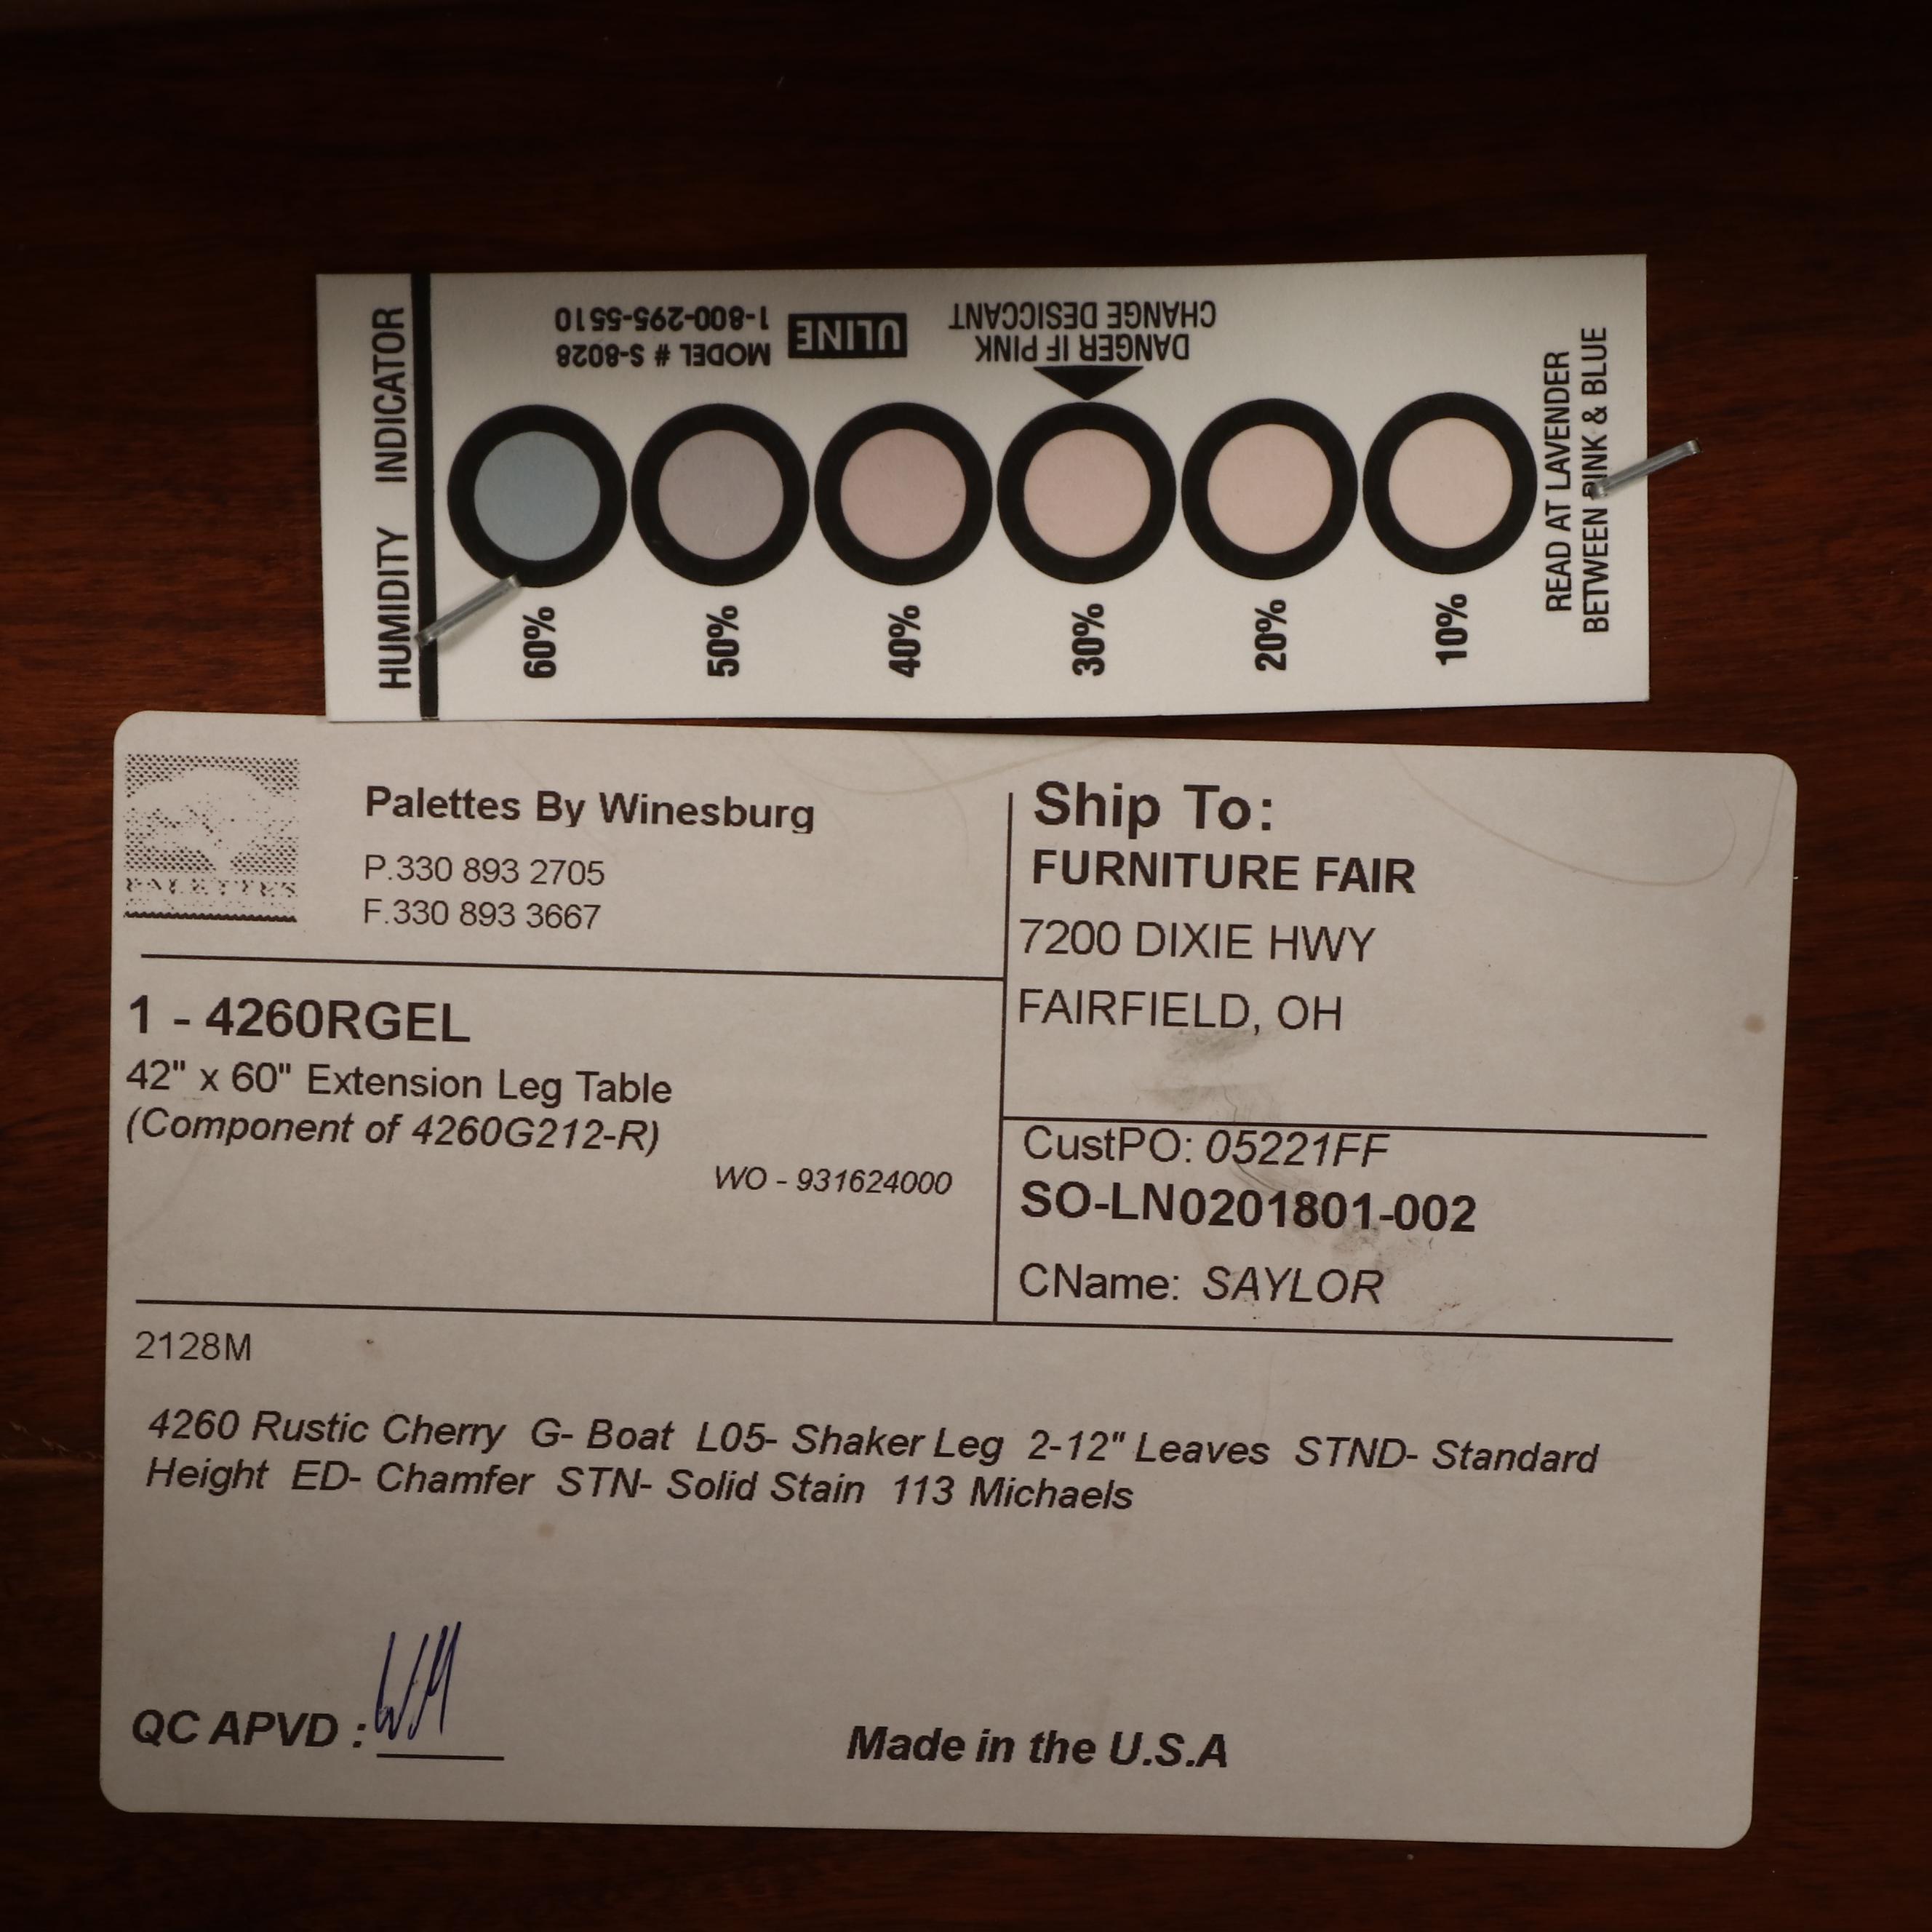 HUMIDITY INDICATOR
MODEL # S-8028
1-800-295-5510
ULINE
DANGER IF PINK
CHANGE DESICCANT
60%
50%
40%
30%
20%
10%
READ AT LAVENDER
BETWEEN PINK & BLUE
PALETTES
Palettes By Winesburg
P.330 893 2705
F.330 893 3667
Ship To:
FURNITURE FAIR
7200 DIXIE HWY
FAIRFIELD, OH
1 - 4260RGEL
42" x 60" Extension Leg Table
(Component of 4260G212-R)
WO - 931624000
CustPO: 05221FF
SO-LN0201801-002
CName: SAYLOR
2128M
4260 Rustic Cherry G- Boat L05- Shaker Leg 2-12" Leaves STND- Standard
Height ED- Chamfer STN- Solid Stain 113 Michaels
QC APVD :
Made in the U.S.A